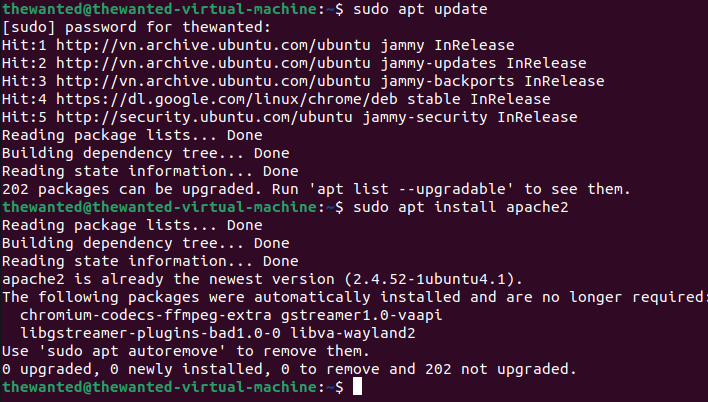 thewanted@thewanted-virtual-machine:~$ sudo apt update
[sudo] password for thewanted:
Hit:1 http://vn.archive.ubuntu.com/ubuntu jammy InRelease
Hit:2 http://vn.archive.ubuntu.com/ubuntu jammy-updates InRelease
Hit:3 http://vn.archive.ubuntu.com/ubuntu jammy-backports InRelease
Hit:4 https://dl.google.com/linux/chrome/deb stable InRelease
Hit:5 http://security.ubuntu.com/ubuntu jammy-security InRelease
Reading package lists... Done
Building dependency tree... Done
Reading state information... Done
202 packages can be upgraded. Run 'apt list --upgradable' to see them.
thewanted@thewanted-virtual-machine:~$ sudo apt install apache2
Reading package lists... Done
Building dependency tree... Done
Reading state information... Done
apache2 is already the newest version (2.4.52-1ubuntu4.1).
The following packages were automatically installed and are no longer required:
  chromium-codecs-ffmpeg-extra gstreamer1.0-vaapi
  libgstreamer-plugins-bad1.0-0 libva-wayland2
Use 'sudo apt autoremove' to remove them.
0 upgraded, 0 newly installed, 0 to remove and 202 not upgraded.
thewanted@thewanted-virtual-machine:~$